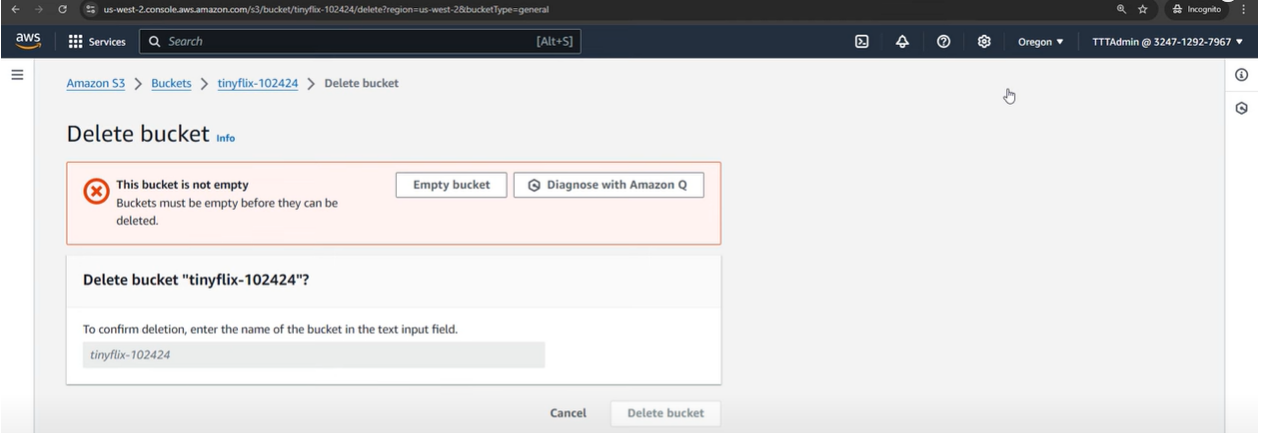 us-west-2.console.aws.amazon.com/s3/bucket/tinyflix-102424/delete?region=us-west-2&bucketType=general
Incognito
aws
Services
Search
[Alt+S]
Oregon
TTTAdmin @ 3247-1292-7967
Amazon S3 > Buckets > tinyflix-102424 > Delete bucket
Delete bucket Info
This bucket is not empty
Buckets must be empty before they can be
deleted.
Empty bucket
Diagnose with Amazon Q
Delete bucket "tinyflix-102424"?
To confirm deletion, enter the name of the bucket in the text input field.
tinyflix-102424
Cancel
Delete bucket